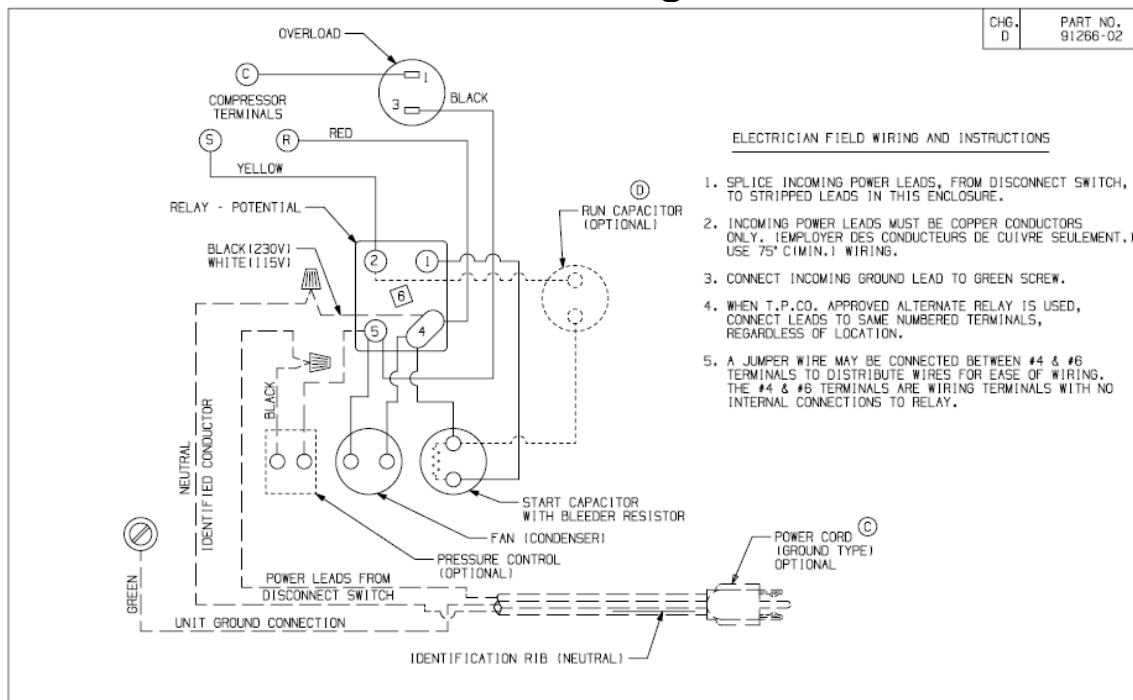 CHG. PART NO.
D 91266-02
OVERLOAD
C
1
3
BLACK
COMPRESSOR
TERMINALS
S
R
RED
YELLOW
RELAY - POTENTIAL
BLACK(230V)
WHITE(115V)
2
1
6
5
4
D
RUN CAPACITOR
(OPTIONAL)
BLACK
NEUTRAL
IDENTIFIED CONDUCTOR
START CAPACITOR
WITH BLEEDER RESISTOR
FAN (CONDENSER)
PRESSURE CONTROL
(OPTIONAL)
GREEN
POWER LEADS FROM
DISCONNECT SWITCH
UNIT GROUND CONNECTION
IDENTIFICATION RIB (NEUTRAL)
POWER CORD C
(GROUND TYPE)
OPTIONAL
ELECTRICIAN FIELD WIRING AND INSTRUCTIONS
1. SPLICE INCOMING POWER LEADS, FROM DISCONNECT SWITCH,
TO STRIPPED LEADS IN THIS ENCLOSURE.
2. INCOMING POWER LEADS MUST BE COPPER CONDUCTORS
ONLY. (EMPLOYER DES CONDUCTEURS DE CUIVRE SEULEMENT.)
USE 75° C(MIN.) WIRING.
3. CONNECT INCOMING GROUND LEAD TO GREEN SCREW.
4. WHEN T.P.CO. APPROVED ALTERNATE RELAY IS USED,
CONNECT LEADS TO SAME NUMBERED TERMINALS,
REGARDLESS OF LOCATION.
5. A JUMPER WIRE MAY BE CONNECTED BETWEEN #4 & #6
TERMINALS TO DISTRIBUTE WIRES FOR EASE OF WIRING.
THE #4 & #6 TERMINALS ARE WIRING TERMINALS WITH NO
INTERNAL CONNECTIONS TO RELAY.